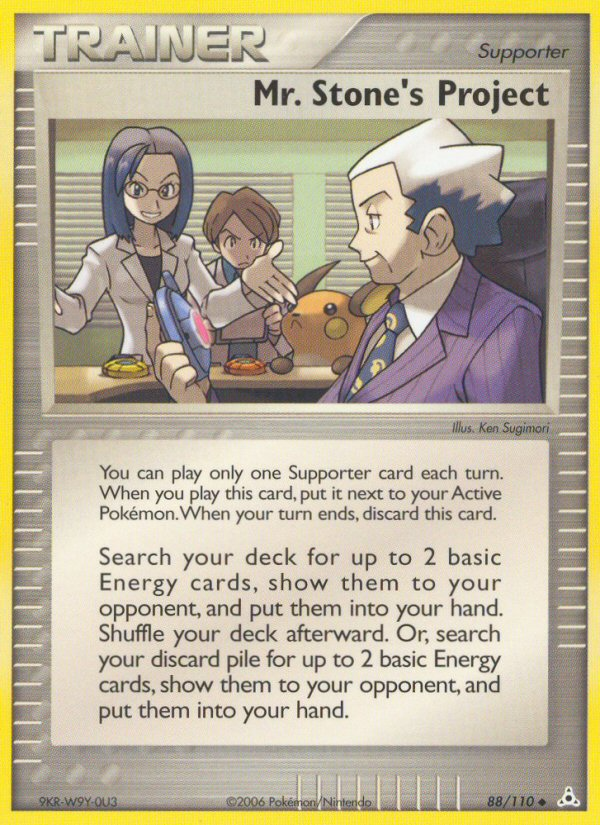 TRAINER
Supporter
Mr. Stone's Project
Illus. Ken Sugimori
You can play only one Supporter card each turn.
When you play this card, put it next to your Active
Pokémon. When your turn ends, discard this card.
Search your deck for up to 2 basic
Energy cards, show them to your
opponent, and put them into your hand.
Shuffle your deck afterward. Or, search
your discard pile for up to 2 basic Energy
cards, show them to your opponent, and
put them into your hand.
9KR-W9Y-0U3
©2006 Pokémon/Nintendo
88/110